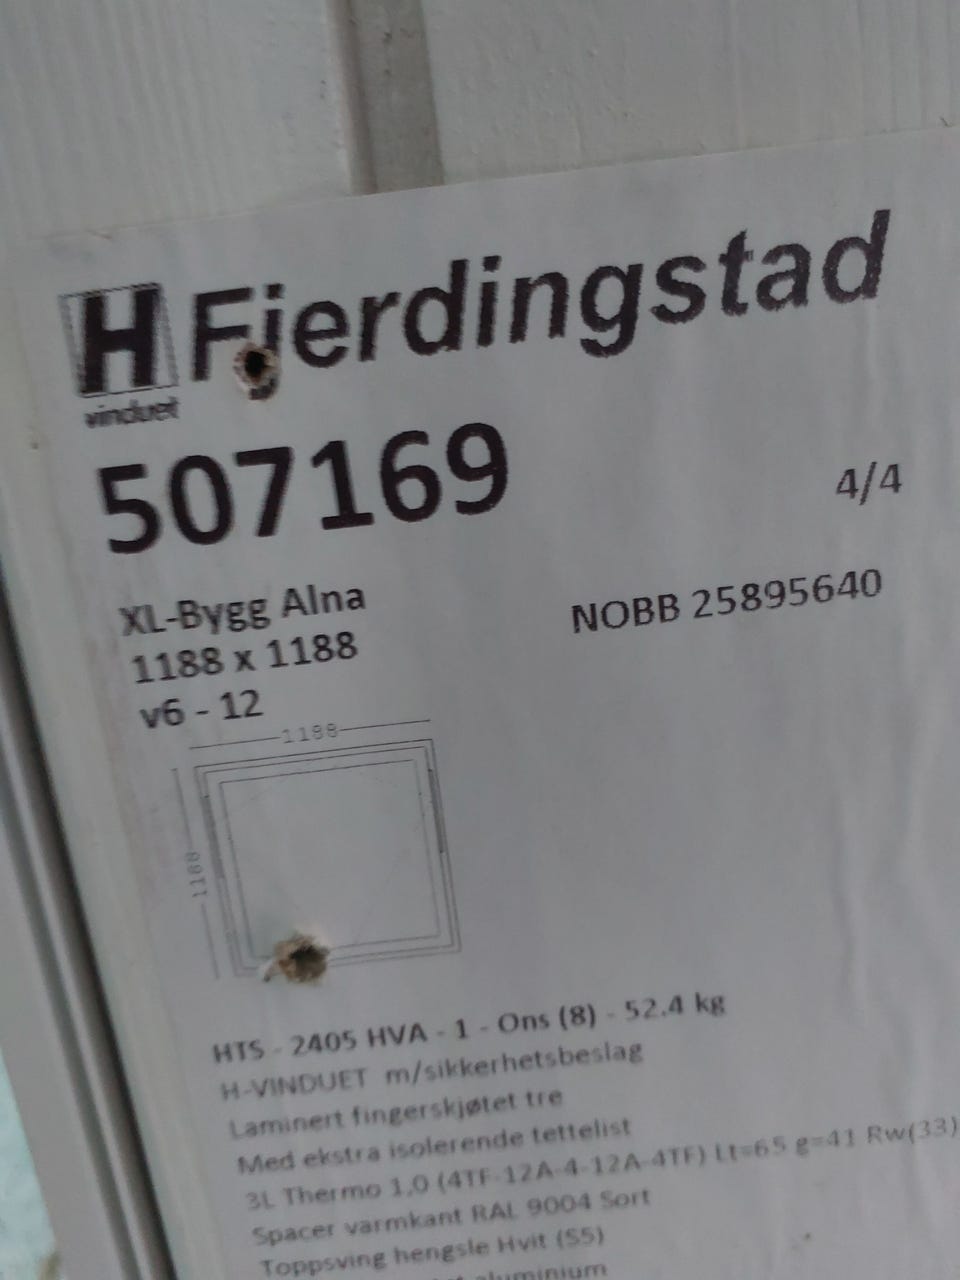 H Fjerdingstad
vinduet
507169
4/4
XL-Bygg Alna
NOBB 25895640
1188 x 1188
v6 - 12
1188
1188
HTS - 2405 HVA - 1 - Ons (8) - 52.4 kg
H-VINDUET m/sikkerhetsbeslag
Laminert fingerskjøtet tre
Med ekstra isolerende tettelist
3L Thermo 1,0 (4TF-12A-4-12A-4TF) Lt=65 g=41 Rw(33)
Spacer varmkant RAL 9004 Sort
Toppsving hengsle Hvit (S5)
aluminium